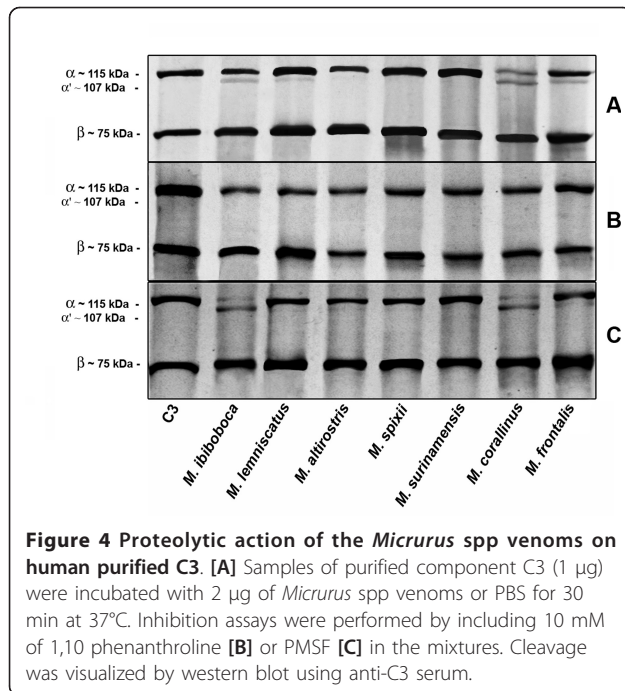 α ~ 115 kDa -
α' ~ 107 kDa -
β ~ 75 kDa -
A
α ~ 115 kDa -
α' ~ 107 kDa -
β ~ 75 kDa -
B
α ~ 115 kDa -
α' ~ 107 kDa -
β ~ 75 kDa -
C
C3
M. ibiboboca
M. lemniscatus
M. altirostris
M. spixii
M. surinamensis
M. corallinus
M. frontalis
Figure 4 Proteolytic action of the Micrurus spp venoms on
human purified C3. [A] Samples of purified component C3 (1 μg)
were incubated with 2 μg of Micrurus spp venoms or PBS for 30
min at 37°C. Inhibition assays were performed by including 10 mM
of 1,10 phenanthroline [B] or PMSF [C] in the mixtures. Cleavage
was visualized by western blot using anti-C3 serum.